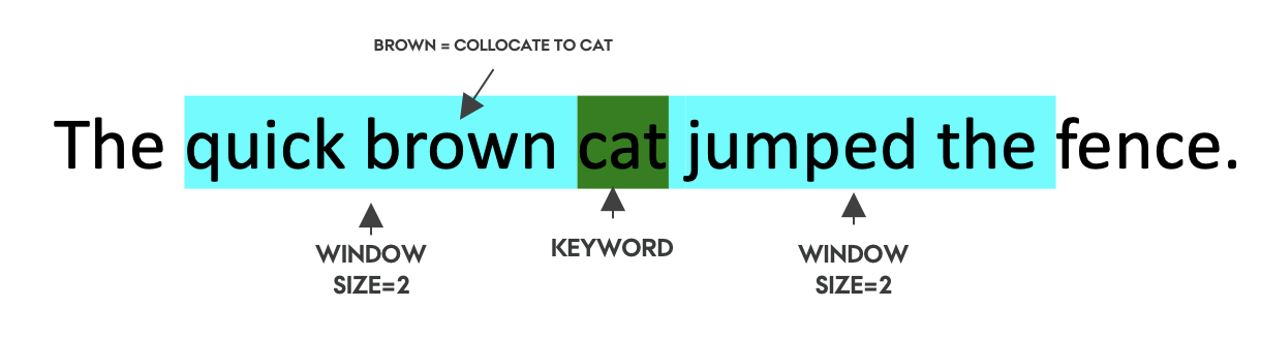 BROWN = COLLOCATE TO CAT
The quick brown cat jumped the fence.
WINDOW
SIZE=2
KEYWORD
WINDOW
SIZE=2